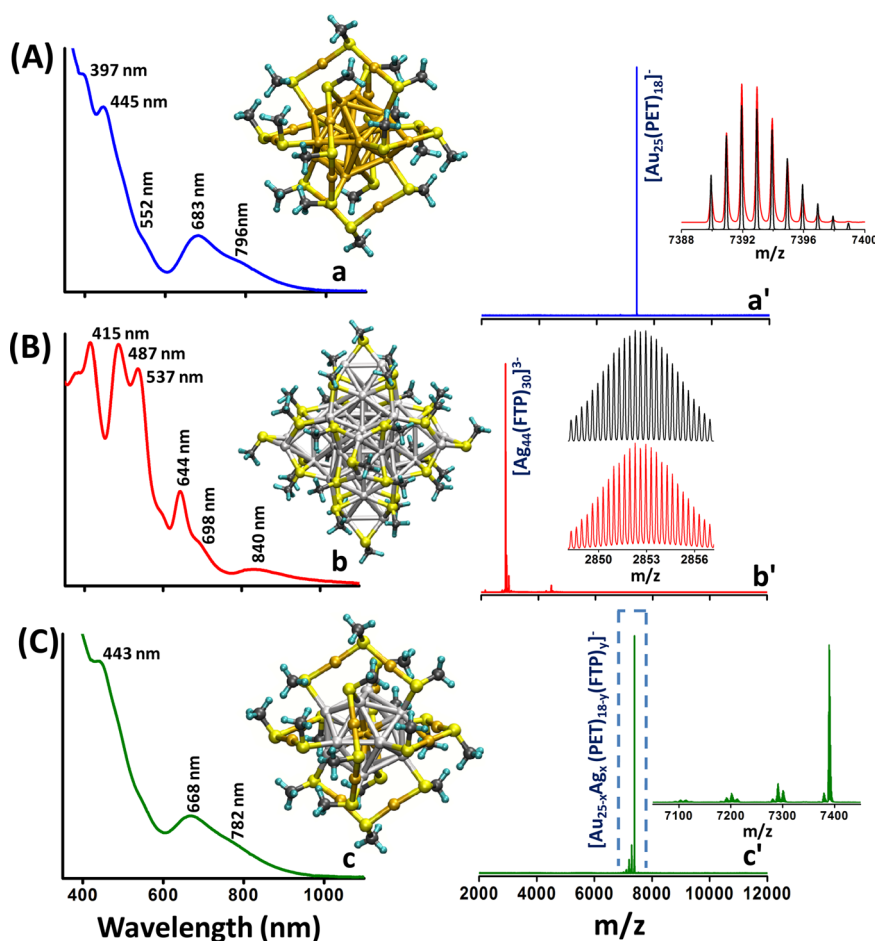 (A)
397 nm
445 nm
552 nm
683 nm
796nm
a
[Au₂₅(PET)₁₈]⁻
7388 7392 7396 7400
m/z
a'
(B)
415 nm
487 nm
537 nm
644 nm
698 nm
840 nm
b
[Ag₄₄(FTP)₃₀]³⁻
2850 2853 2856
m/z
b'
(C)
443 nm
668 nm
782 nm
c
[Au₂₅₋ₓAgₓ (PET)₁₈₋ᵧ(FTP)ᵧ]⁻
7100 7200 7300 7400
m/z
c'
400 600 800 1000
Wavelength (nm)
2000 4000 6000 8000 10000 12000
m/z